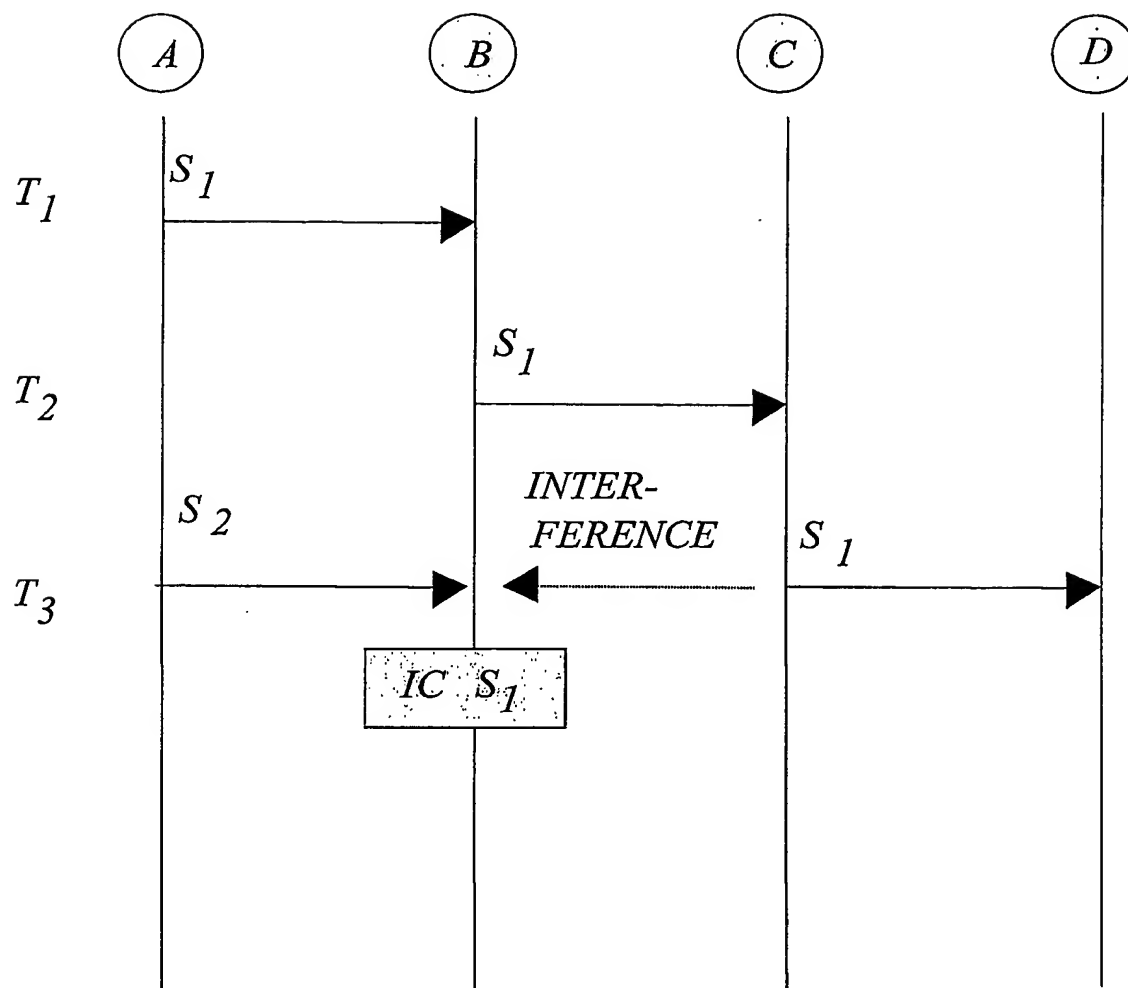 A B C D
T1 S1
S1
T2
INTER-
FERENCE
S2 S1
T3
IC S1